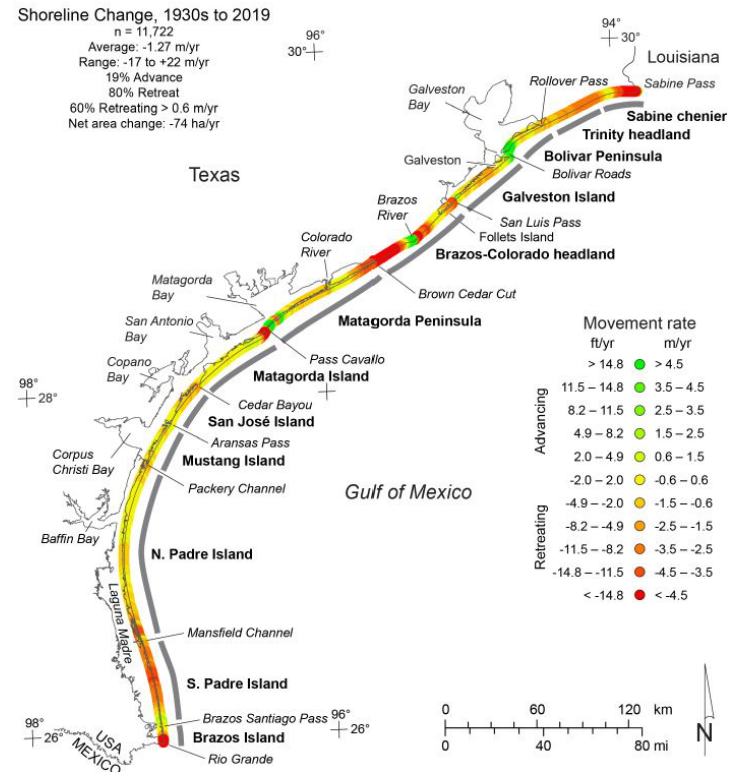 Shoreline Change, 1930s to 2019
n = 11,722
Average: -1.27 m/yr
Range: -17 to +22 m/yr
19% Advance
80% Retreat
60% Retreating > 0.6 m/yr
Net area change: -74 ha/yr
96
30°
94
30°
Louisiana
Sabine Pass
Rollover Pass
Galveston
Bay
Sabine chenier
Trinity headland
Bolivar Peninsula
Bolivar Roads
Galveston
Texas
Galveston Island
Brazos
River
San Luis Pass
Follets Island
Colorado
River
Brazos-Colorado headland
Matagorda
Bay
Brown Cedar Cut
San Antonio
Bay
Matagorda Peninsula
Pass Cavallo
Copano
Bay
Matagorda Island
98°
28
Cedar Bayou
San José Island
Aransas Pass
Corpus
Christi Bay
Mustang Island
Packery Channel
Gulf of Mexico
Baffin Bay
N. Padre Island
Laguna Madre
Mansfield Channel
S. Padre Island
Brazos Santiago Pass
98°
26°
96
26°
USA
MEXICO
Brazos Island
Rio Grande
Movement rate
ft/yr m/yr
Advancing
> 14.8 > 4.5
11.5 – 14.8 3.5 – 4.5
8.2 – 11.5 2.5 – 3.5
4.9 – 8.2 1.5 – 2.5
2.0 – 4.9 0.6 – 1.5
-2.0 – 2.0 -0.6 – 0.6
Retreating
-4.9 – -2.0 -1.5 – -0.6
-8.2 – -4.9 -2.5 – -1.5
-11.5 – -8.2 -3.5 – -2.5
-14.8 – -11.5 -4.5 – -3.5
< -14.8 < -4.5
0 60 120 km
0 40 80 mi
N